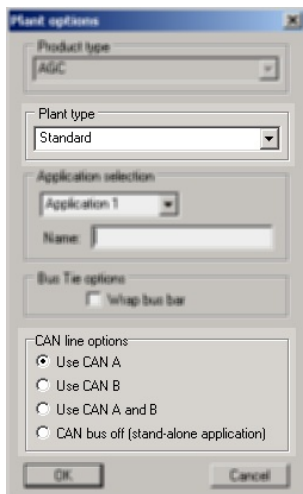 Plant options
Product type
AGC
Plant type
Standard
Application selection
Application 1
Name:
Bus Tie options
Wrap bus bar
CAN line options
Use CAN A
Use CAN B
Use CAN A and B
CAN bus off (stand-alone application)
OK
Cancel